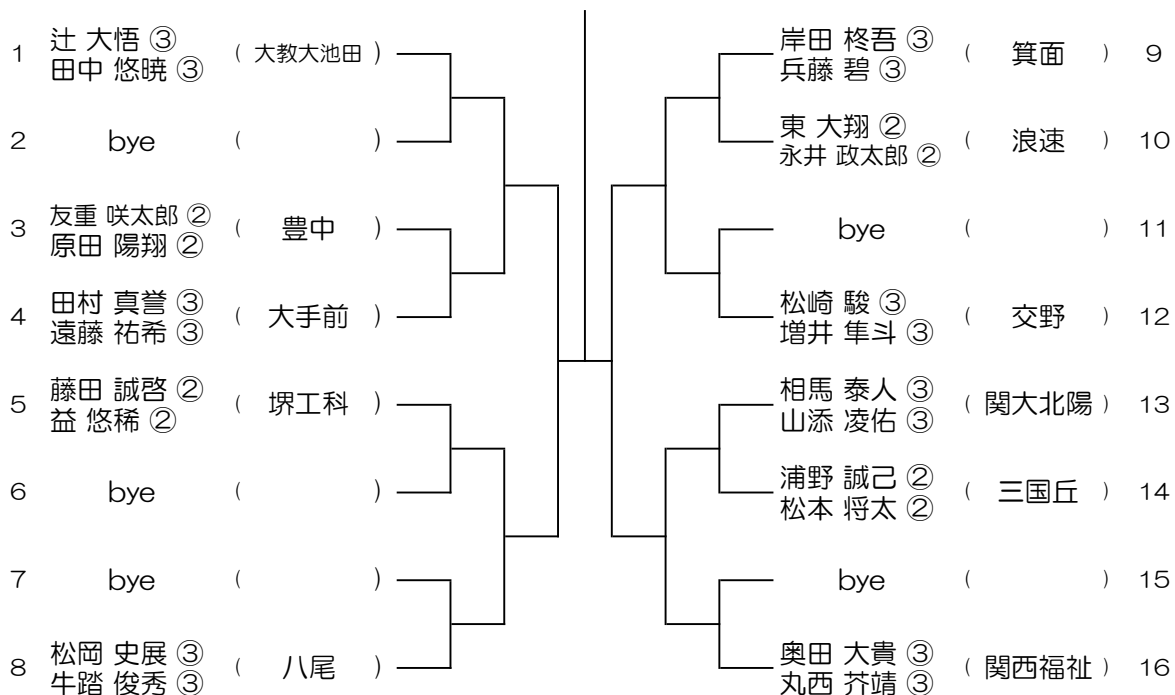 1 辻 大悟 ③ ( 大教大池田 )
田中 悠暁 ③
2 bye ( )
3 友重 咲太郎 ② ( 豊中 )
原田 陽翔 ②
4 田村 真誉 ③ ( 大手前 )
遠藤 祐希 ③
5 藤田 誠啓 ② ( 堺工科 )
益 悠稀 ②
6 bye ( )
7 bye ( )
8 松岡 史展 ③ ( 八尾 )
牛踏 俊秀 ③
岸田 柊吾 ③ ( 箕面 ) 9
兵藤 碧 ③
東 大翔 ② ( 浪速 ) 10
永井 政太郎 ②
bye ( ) 11
松崎 駿 ③ ( 交野 ) 12
増井 隼斗 ③
相馬 泰人 ③ ( 関大北陽 ) 13
山添 凌佑 ③
浦野 誠己 ② ( 三国丘 ) 14
松本 将太 ②
bye ( ) 15
奥田 大貴 ③ ( 関西福祉 ) 16
丸西 芥靖 ③